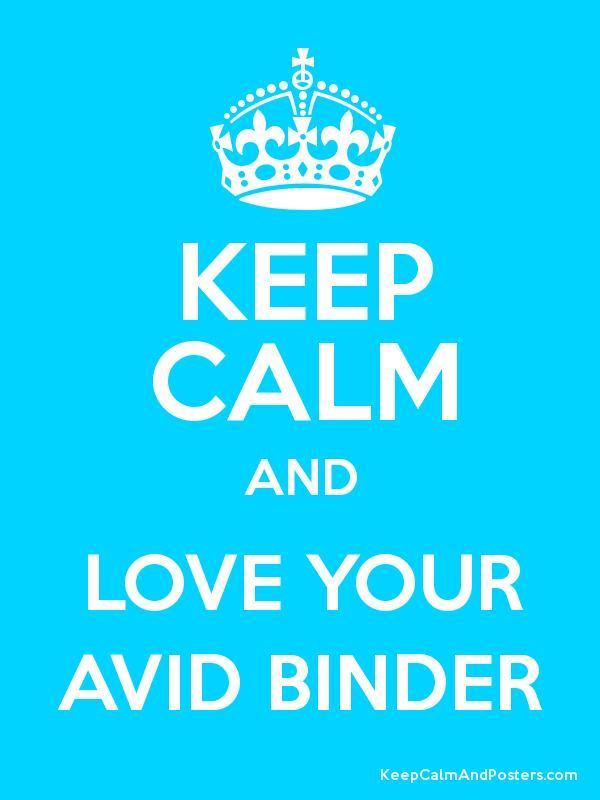 KEEP
CALM
AND
LOVE YOUR
AVID BINDER
KeepCalmAndPosters.com